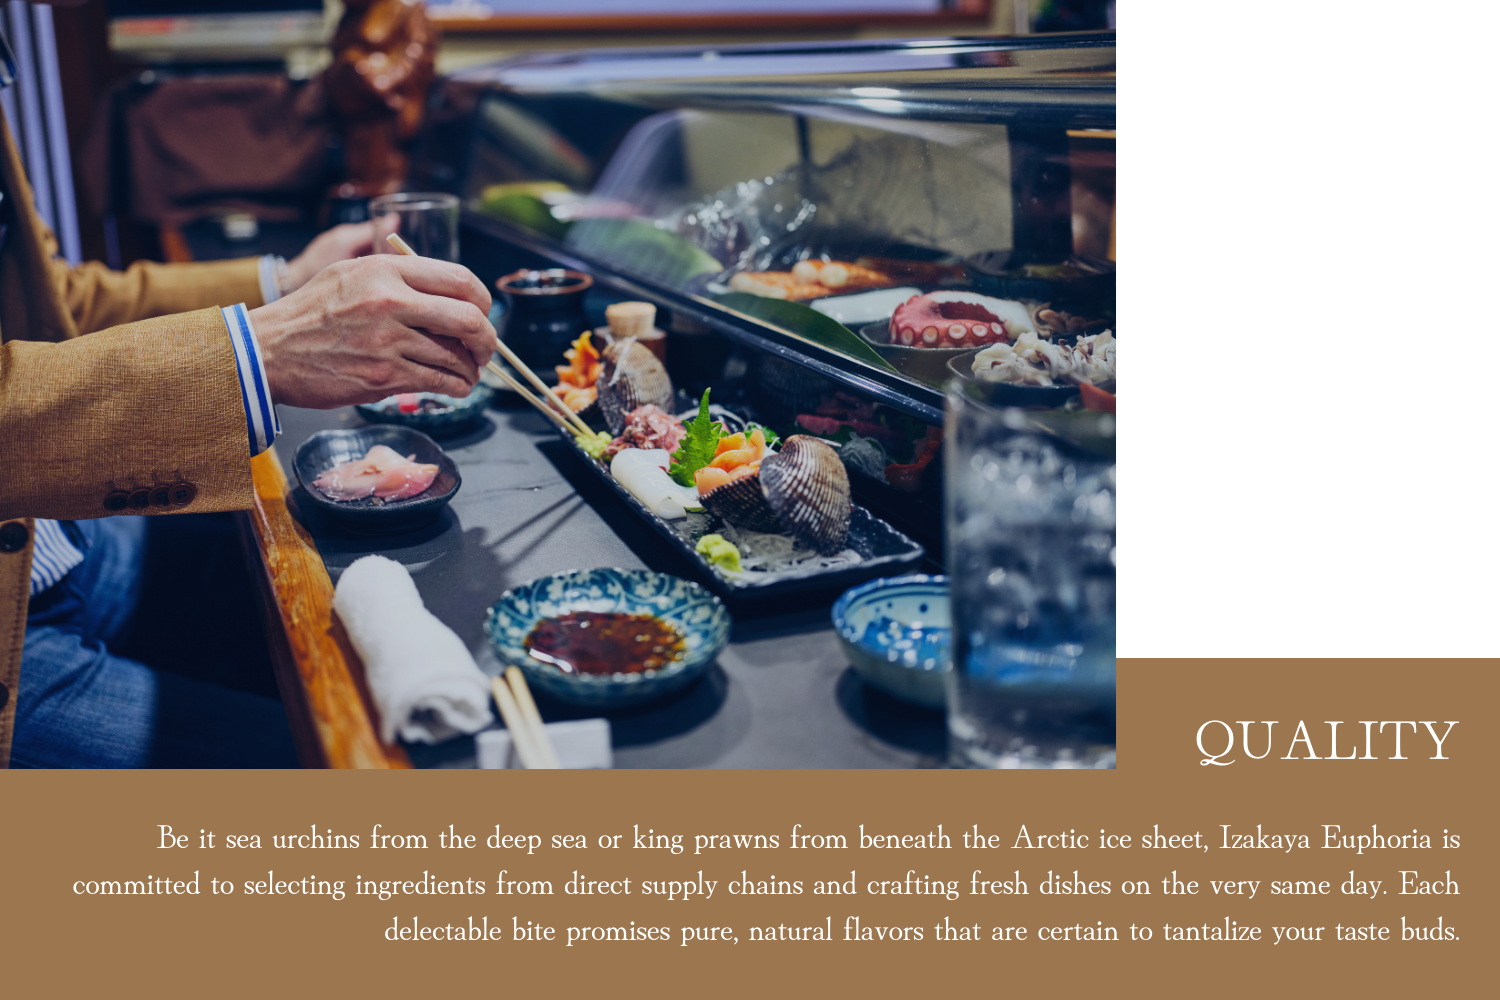 QUALITY
Be it sea urchins from the deep sea or king prawns from beneath the Arctic ice sheet, Izakaya Euphoria is
committed to selecting ingredients from direct supply chains and crafting fresh dishes on the very same day. Each
delectable bite promises pure, natural flavors that are certain to tantalize your taste buds.